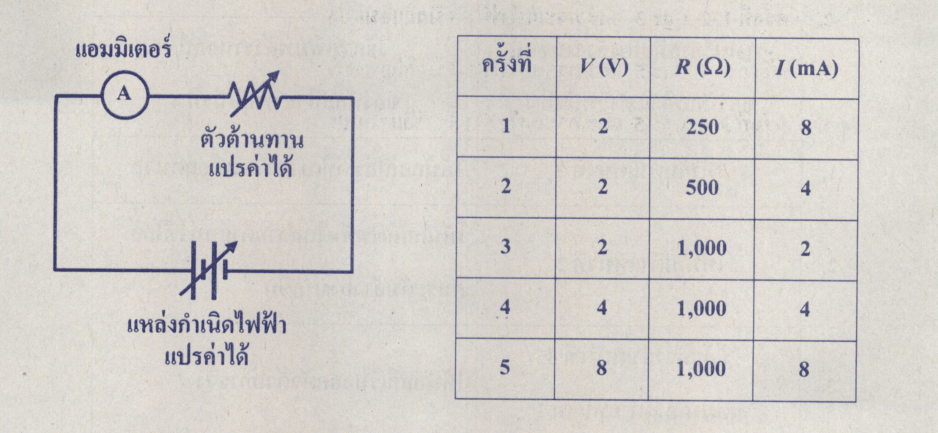 แอมมิเตอร์
A
ตัวต้านทาน
แปรค่าได้
แหล่งกำเนิดไฟฟ้า
แปรค่าได้
ครั้งที่ V (V) R (Ω) I (mA)
1 2 250 8
2 2 500 4
3 2 1,000 2
4 4 1,000 4
5 8 1,000 8